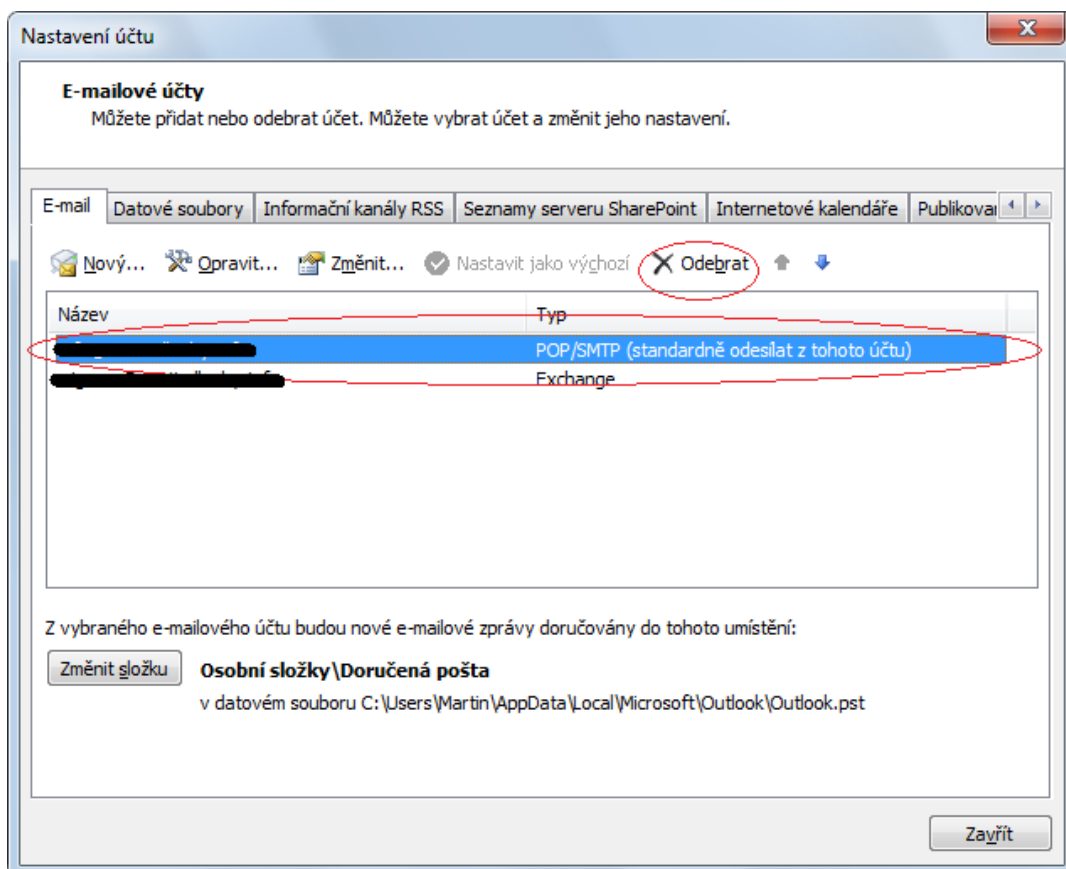 Nastavení účtu
E-mailové účty
Můžete přidat nebo odebrat účet. Můžete vybrat účet a změnit jeho nastavení.
E-mail Datové soubory Informační kanály RSS Seznamy serveru SharePoint Internetové kalendáře
Nový... Opravit... Změnit... Nastavit jako výchozí Odebrat
Název Typ
POP/SMTP (standardně odesílat z tohoto účtu)
Exchange
Z vybraného e-mailového účtu budou nové e-mailové zprávy doručovány do tohoto umístění:
Změnit složku Osobní složky\Doručená pošta
v datovém souboru C:\Users\Martin\AppData\Local\Microsoft\Outlook\Outlook.pst
Zavřít